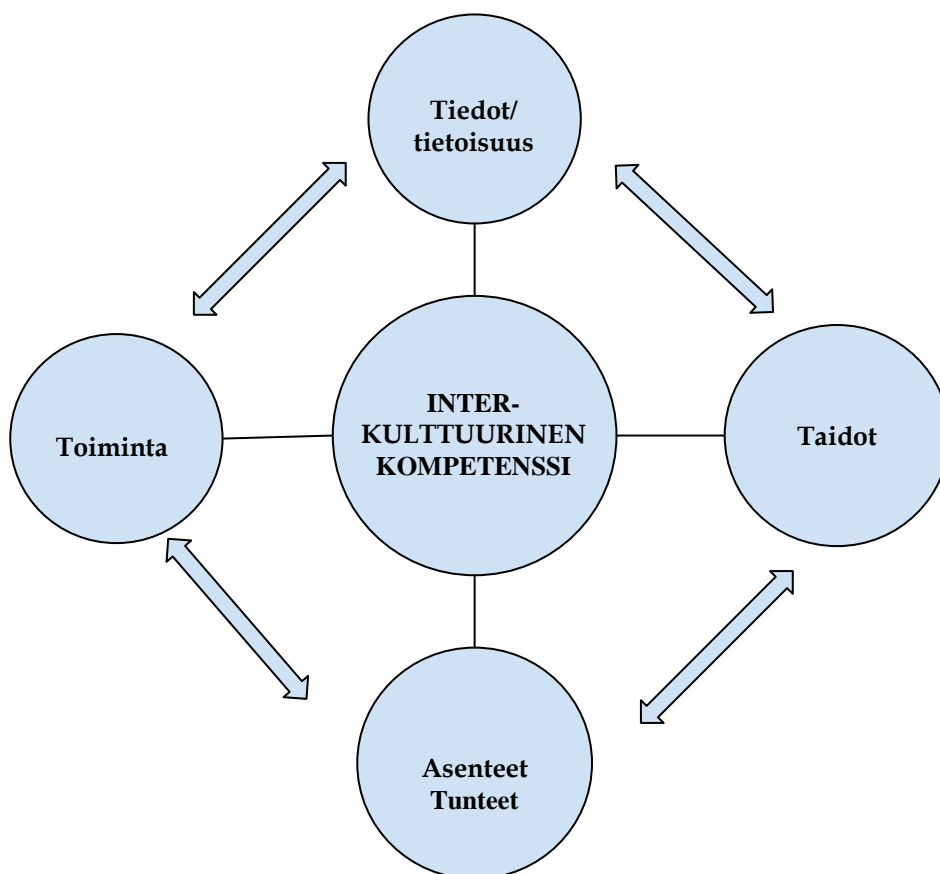 Tiedot/
tietoisuus
Toiminta
INTER-
KULTTUURINEN
KOMPETENSSI
Taidot
Asenteet
Tunteet